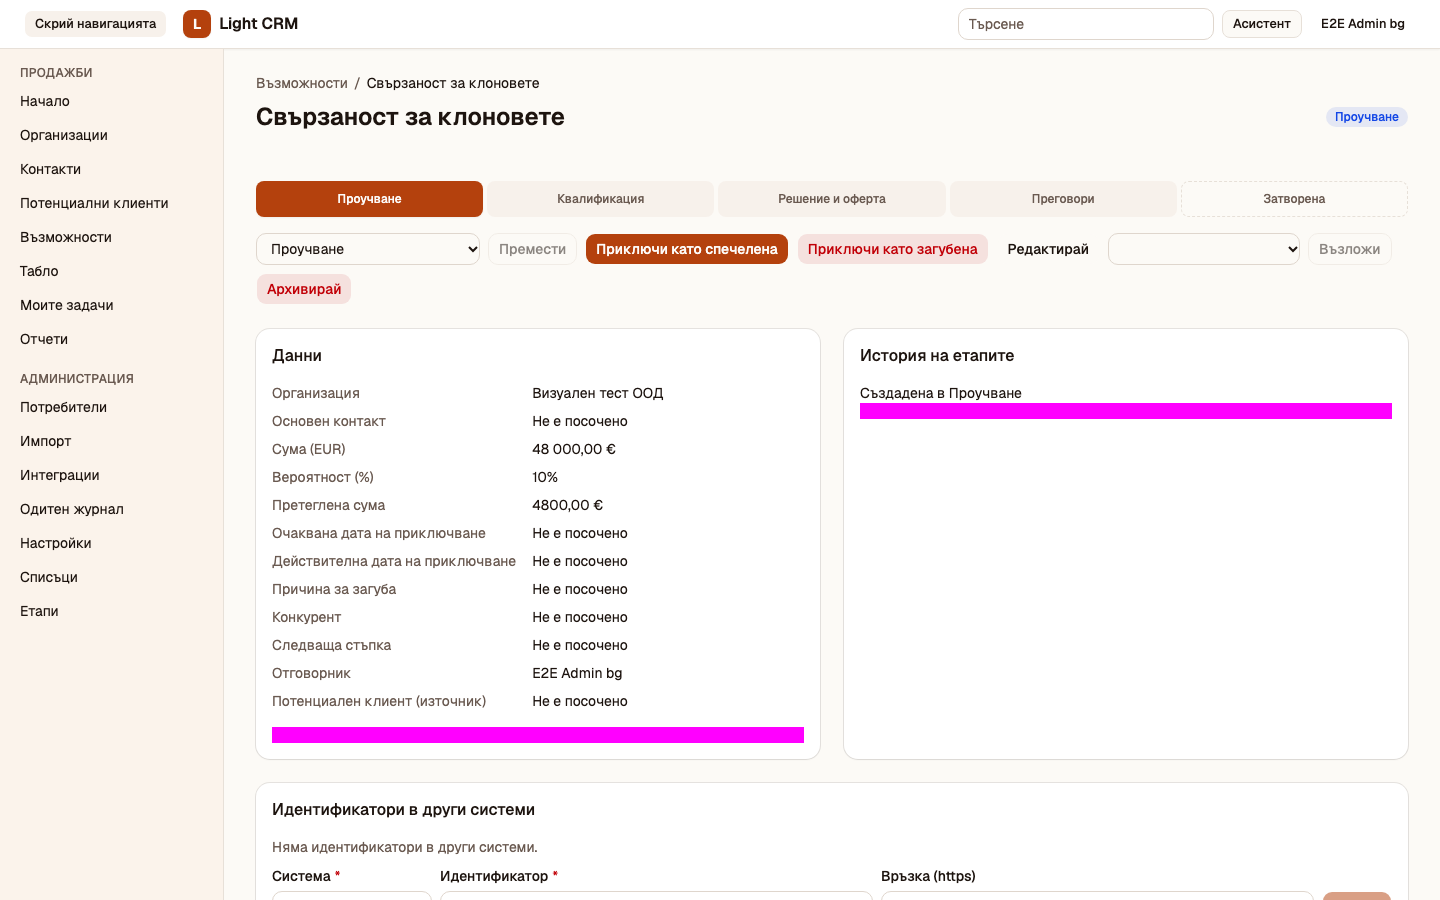 Скрий навигацията
L Light CRM
Търсене
Асистент
E2E Admin bg
ПРОДАЖБИ
Начало
Организации
Контакти
Потенциални клиенти
Възможности
Табло
Моите задачи
Отчети
АДМИНИСТРАЦИЯ
Потребители
Импорт
Интеграции
Одитен журнал
Настройки
Списъци
Етапи
Възможности / Свързаност за клоновете
Свързаност за клоновете
Проучване
Проучване
Квалификация
Решение и оферта
Преговори
Затворена
Проучване
Премести
Приключи като спечелена
Приключи като загубена
Редактирай
Възложи
Архивирай
Данни
Организация Визуален тест ООД
Основен контакт Не е посочено
Сума (EUR) 48 000,00 €
Вероятност (%) 10%
Претеглена сума 4800,00 €
Очаквана дата на приключване Не е посочено
Действителна дата на приключване Не е посочено
Причина за загуба Не е посочено
Конкурент Не е посочено
Следваща стъпка Не е посочено
Отговорник E2E Admin bg
Потенциален клиент (източник) Не е посочено
История на етапите
Създадена в Проучване
Идентификатори в други системи
Няма идентификатори в други системи.
Система *
Идентификатор *
Връзка (https)